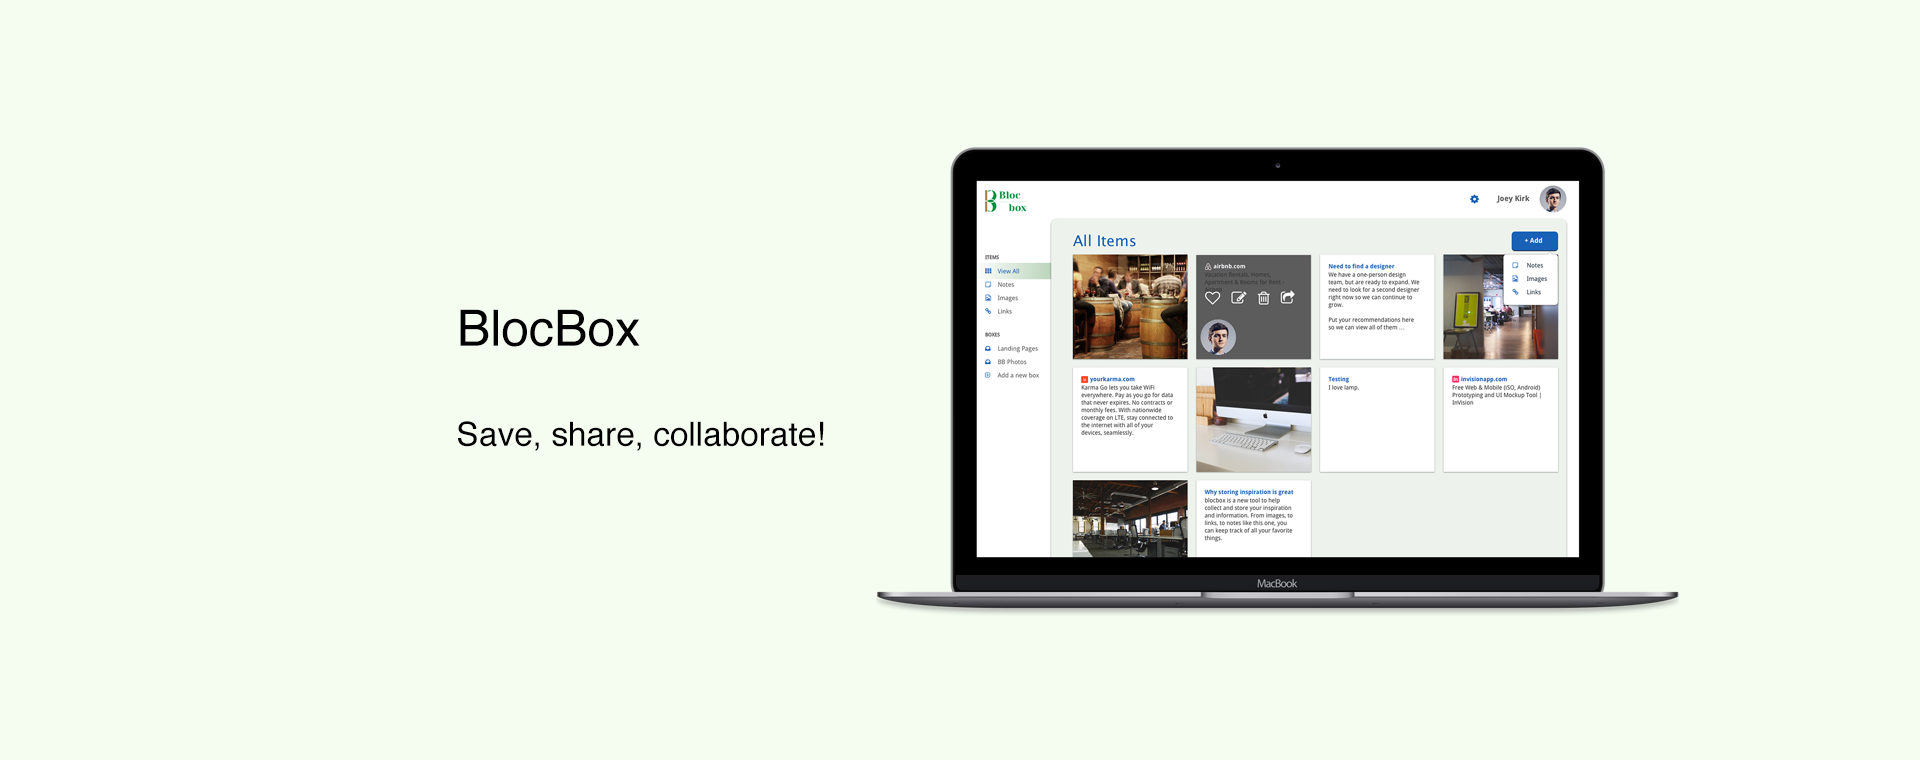 BlocBox
Save, share, collaborate!
Bloc
box
Joey Kirk
ITEMS
View All
Notes
Images
Links
BOXES
Landing Pages
BB Photos
Add a new box
All Items
+ Add
Notes
Images
Links
airbnb.com
Vacation Rentals, Homes,
Apartment & Rooms for Rent -
Need to find a designer
We have a one-person design
team, but are ready to expand. We
need to look for a second designer
right now so we can continue to
grow.
Put your recommendations here
so we can view all of them ...
yourkarma.com
Karma Go lets you take WiFi
everywhere. Pay as you go for data
that never expires. No contracts or
monthly fees. With nationwide
coverage on LTE, stay connected to
the internet with all of your
devices, seamlessly.
Testing
I love lamp.
invisionapp.com
Free Web & Mobile (iSO, Android)
Prototyping and UI Mockup Tool |
InVision
Why storing inspiration is great
blocbox is a new tool to help
collect and store your inspiration
and information. From images, to
links, to notes like this one, you
can keep track of all your favorite
things.
MacBook